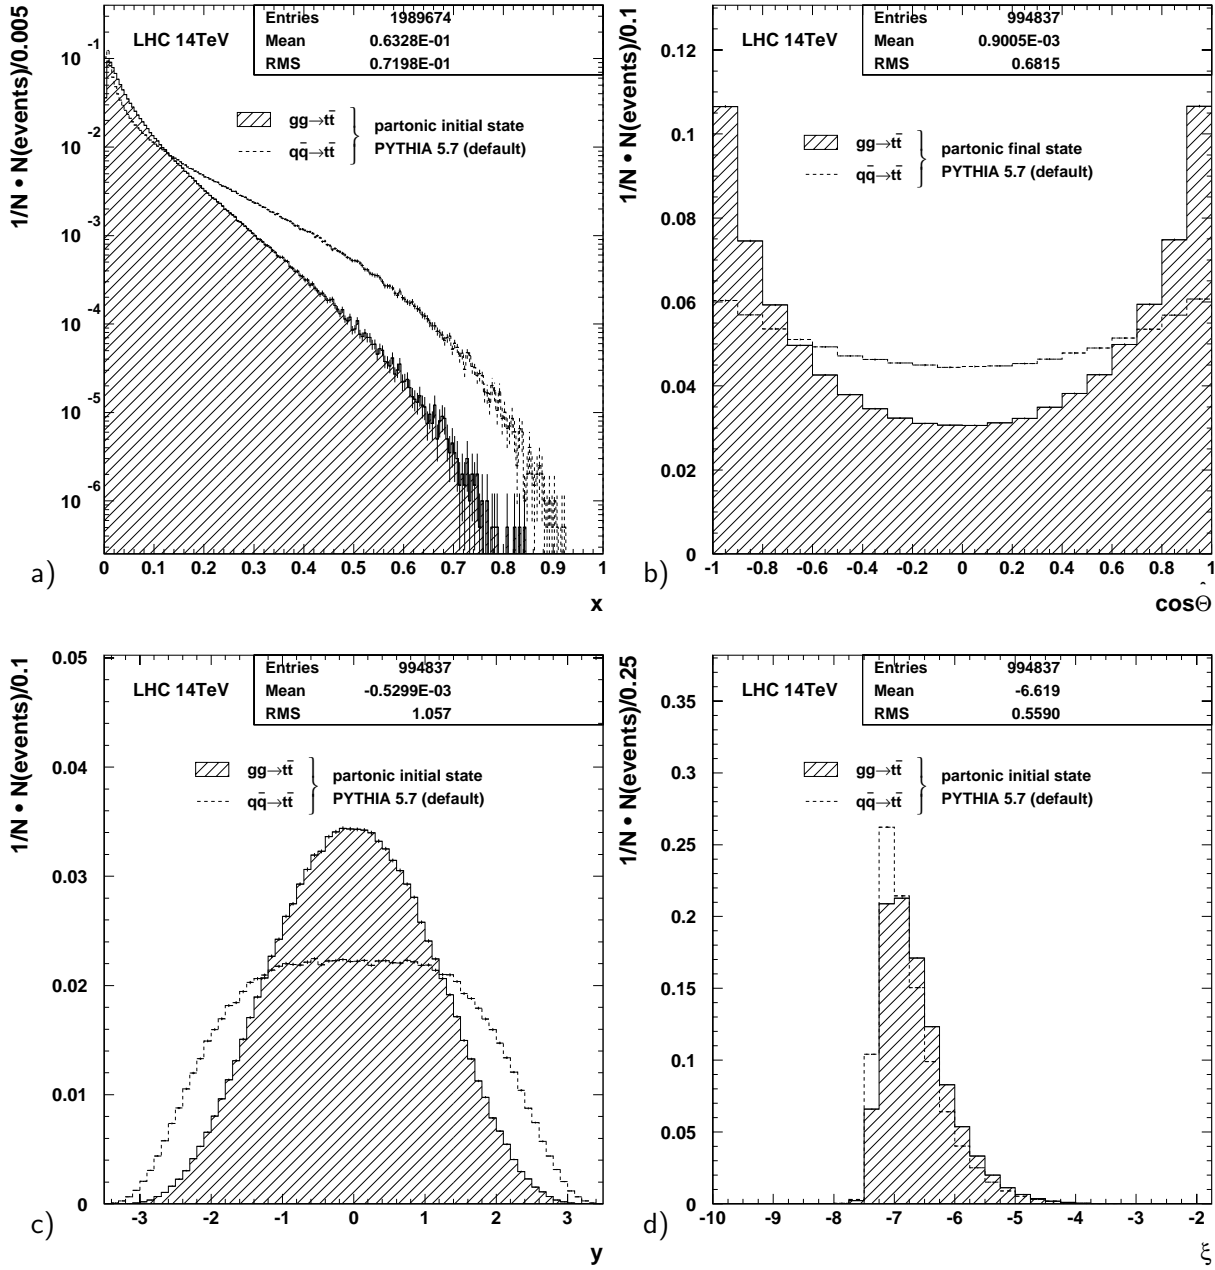 1/N • N(events)/0.005
LHC 14TeV
Entries 1989674
Mean 0.6328E-01
RMS 0.7198E-01
gg→tt̄
qq̄→tt̄
partonic initial state
PYTHIA 5.7 (default)
10 -1
10 -2
10 -3
10 -4
10 -5
10 -6
0 0.1 0.2 0.3 0.4 0.5 0.6 0.7 0.8 0.9 1
a)
x
1/N • N(events)/0.1
LHC 14TeV
Entries 994837
Mean 0.9005E-03
RMS 0.6815
gg→tt̄
qq̄→tt̄
partonic final state
PYTHIA 5.7 (default)
0.12
0.1
0.08
0.06
0.04
0.02
0
-1 -0.8 -0.6 -0.4 -0.2 0 0.2 0.4 0.6 0.8 1
b)
cosΘ̂
1/N • N(events)/0.1
LHC 14TeV
Entries 994837
Mean -0.5299E-03
RMS 1.057
gg→tt̄
qq̄→tt̄
partonic initial state
PYTHIA 5.7 (default)
0.05
0.04
0.03
0.02
0.01
0
-3 -2 -1 0 1 2 3
c)
y
1/N • N(events)/0.25
LHC 14TeV
Entries 994837
Mean -6.619
RMS 0.5590
gg→tt̄
qq̄→tt̄
partonic initial state
PYTHIA 5.7 (default)
0.35
0.3
0.25
0.2
0.15
0.1
0.05
0
-10 -9 -8 -7 -6 -5 -4 -3 -2
d)
ξ